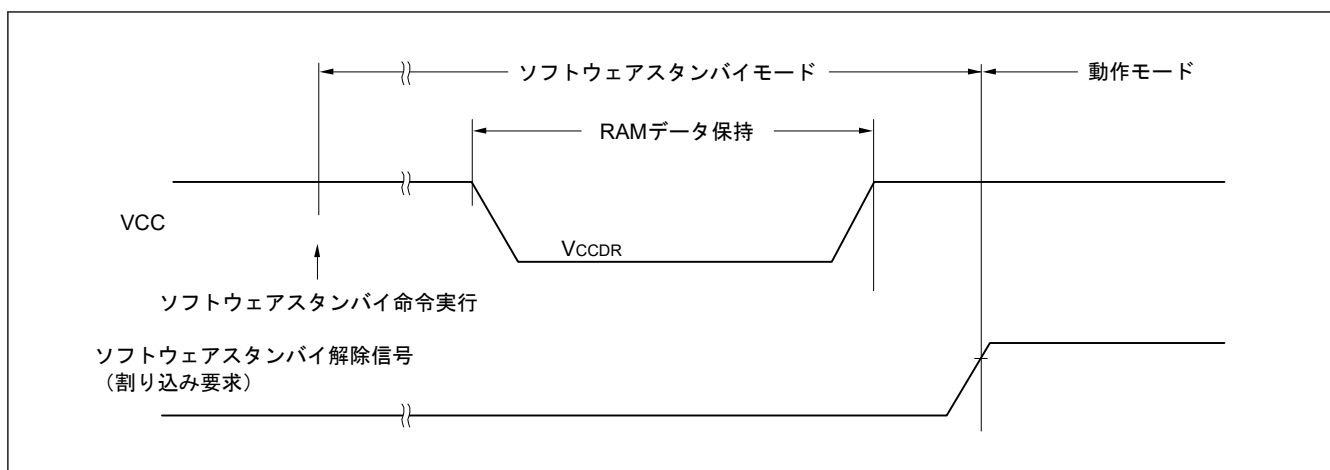 ソフトウェアスタンバイモード
動作モード
RAMデータ保持
VCC
VCCDR
ソフトウェアスタンバイ命令実行
ソフトウェアスタンバイ解除信号
（割り込み要求）